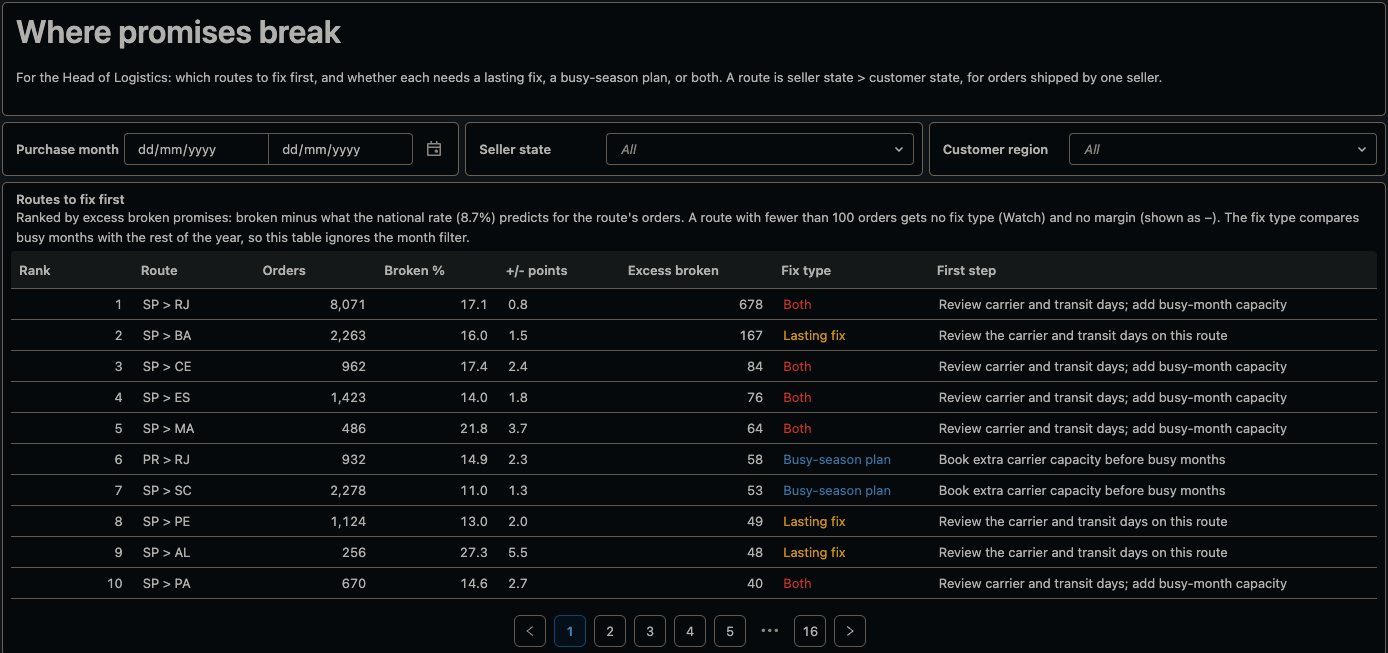 Where promises break
For the Head of Logistics: which routes to fix first, and whether each needs a lasting fix, a busy-season plan, or both. A route is seller state > customer state, for orders shipped by one seller.
Purchase month dd/mm/yyyy dd/mm/yyyy Seller state All Customer region All
Routes to fix first
Ranked by excess broken promises: broken minus what the national rate (8.7%) predicts for the route's orders. A route with fewer than 100 orders gets no fix type (Watch) and no margin (shown as –). The fix type compares
busy months with the rest of the year, so this table ignores the month filter.
Rank Route Orders Broken % +/- points Excess broken Fix type First step
1 SP > RJ 8,071 17.1 0.8 678 Both Review carrier and transit days; add busy-month capacity
2 SP > BA 2,263 16.0 1.5 167 Lasting fix Review the carrier and transit days on this route
3 SP > CE 962 17.4 2.4 84 Both Review carrier and transit days; add busy-month capacity
4 SP > ES 1,423 14.0 1.8 76 Both Review carrier and transit days; add busy-month capacity
5 SP > MA 486 21.8 3.7 64 Both Review carrier and transit days; add busy-month capacity
6 PR > RJ 932 14.9 2.3 58 Busy-season plan Book extra carrier capacity before busy months
7 SP > SC 2,278 11.0 1.3 53 Busy-season plan Book extra carrier capacity before busy months
8 SP > PE 1,124 13.0 2.0 49 Lasting fix Review the carrier and transit days on this route
9 SP > AL 256 27.3 5.5 48 Lasting fix Review the carrier and transit days on this route
10 SP > PA 670 14.6 2.7 40 Both Review carrier and transit days; add busy-month capacity
< 1 2 3 4 5 ••• 16 >